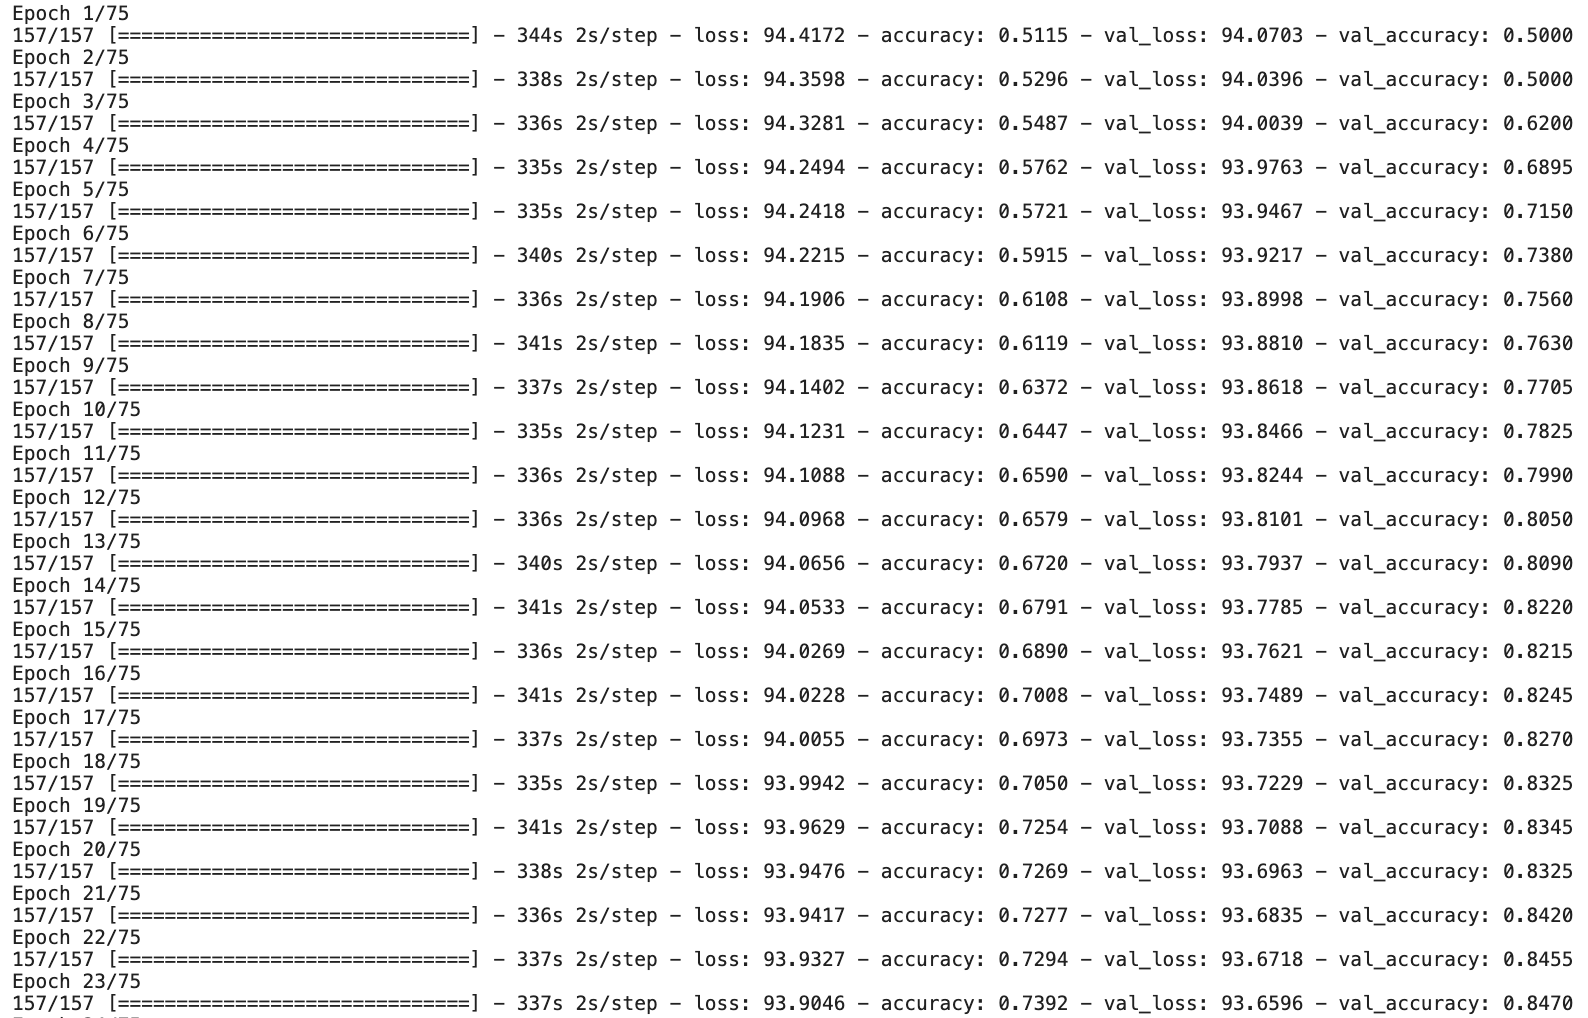 Epoch 1/75
157/157 [==============================] - 344s 2s/step - loss: 94.4172 - accuracy: 0.5115 - val_loss: 94.0703 - val_accuracy: 0.5000
Epoch 2/75
157/157 [==============================] - 338s 2s/step - loss: 94.3598 - accuracy: 0.5296 - val_loss: 94.0396 - val_accuracy: 0.5000
Epoch 3/75
157/157 [==============================] - 336s 2s/step - loss: 94.3281 - accuracy: 0.5487 - val_loss: 94.0039 - val_accuracy: 0.6200
Epoch 4/75
157/157 [==============================] - 335s 2s/step - loss: 94.2494 - accuracy: 0.5762 - val_loss: 93.9763 - val_accuracy: 0.6895
Epoch 5/75
157/157 [==============================] - 335s 2s/step - loss: 94.2418 - accuracy: 0.5721 - val_loss: 93.9467 - val_accuracy: 0.7150
Epoch 6/75
157/157 [==============================] - 340s 2s/step - loss: 94.2215 - accuracy: 0.5915 - val_loss: 93.9217 - val_accuracy: 0.7380
Epoch 7/75
157/157 [==============================] - 336s 2s/step - loss: 94.1906 - accuracy: 0.6108 - val_loss: 93.8998 - val_accuracy: 0.7560
Epoch 8/75
157/157 [==============================] - 341s 2s/step - loss: 94.1835 - accuracy: 0.6119 - val_loss: 93.8810 - val_accuracy: 0.7630
Epoch 9/75
157/157 [==============================] - 337s 2s/step - loss: 94.1402 - accuracy: 0.6372 - val_loss: 93.8618 - val_accuracy: 0.7705
Epoch 10/75
157/157 [==============================] - 335s 2s/step - loss: 94.1231 - accuracy: 0.6447 - val_loss: 93.8466 - val_accuracy: 0.7825
Epoch 11/75
157/157 [==============================] - 336s 2s/step - loss: 94.1088 - accuracy: 0.6590 - val_loss: 93.8244 - val_accuracy: 0.7990
Epoch 12/75
157/157 [==============================] - 336s 2s/step - loss: 94.0968 - accuracy: 0.6579 - val_loss: 93.8101 - val_accuracy: 0.8050
Epoch 13/75
157/157 [==============================] - 340s 2s/step - loss: 94.0656 - accuracy: 0.6720 - val_loss: 93.7937 - val_accuracy: 0.8090
Epoch 14/75
157/157 [==============================] - 341s 2s/step - loss: 94.0533 - accuracy: 0.6791 - val_loss: 93.7785 - val_accuracy: 0.8220
Epoch 15/75
157/157 [==============================] - 336s 2s/step - loss: 94.0269 - accuracy: 0.6890 - val_loss: 93.7621 - val_accuracy: 0.8215
Epoch 16/75
157/157 [==============================] - 341s 2s/step - loss: 94.0228 - accuracy: 0.7008 - val_loss: 93.7489 - val_accuracy: 0.8245
Epoch 17/75
157/157 [==============================] - 337s 2s/step - loss: 94.0055 - accuracy: 0.6973 - val_loss: 93.7355 - val_accuracy: 0.8270
Epoch 18/75
157/157 [==============================] - 335s 2s/step - loss: 93.9942 - accuracy: 0.7050 - val_loss: 93.7229 - val_accuracy: 0.8325
Epoch 19/75
157/157 [==============================] - 341s 2s/step - loss: 93.9629 - accuracy: 0.7254 - val_loss: 93.7088 - val_accuracy: 0.8345
Epoch 20/75
157/157 [==============================] - 338s 2s/step - loss: 93.9476 - accuracy: 0.7269 - val_loss: 93.6963 - val_accuracy: 0.8325
Epoch 21/75
157/157 [==============================] - 336s 2s/step - loss: 93.9417 - accuracy: 0.7277 - val_loss: 93.6835 - val_accuracy: 0.8420
Epoch 22/75
157/157 [==============================] - 337s 2s/step - loss: 93.9327 - accuracy: 0.7294 - val_loss: 93.6718 - val_accuracy: 0.8455
Epoch 23/75
157/157 [==============================] - 337s 2s/step - loss: 93.9046 - accuracy: 0.7392 - val_loss: 93.6596 - val_accuracy: 0.8470